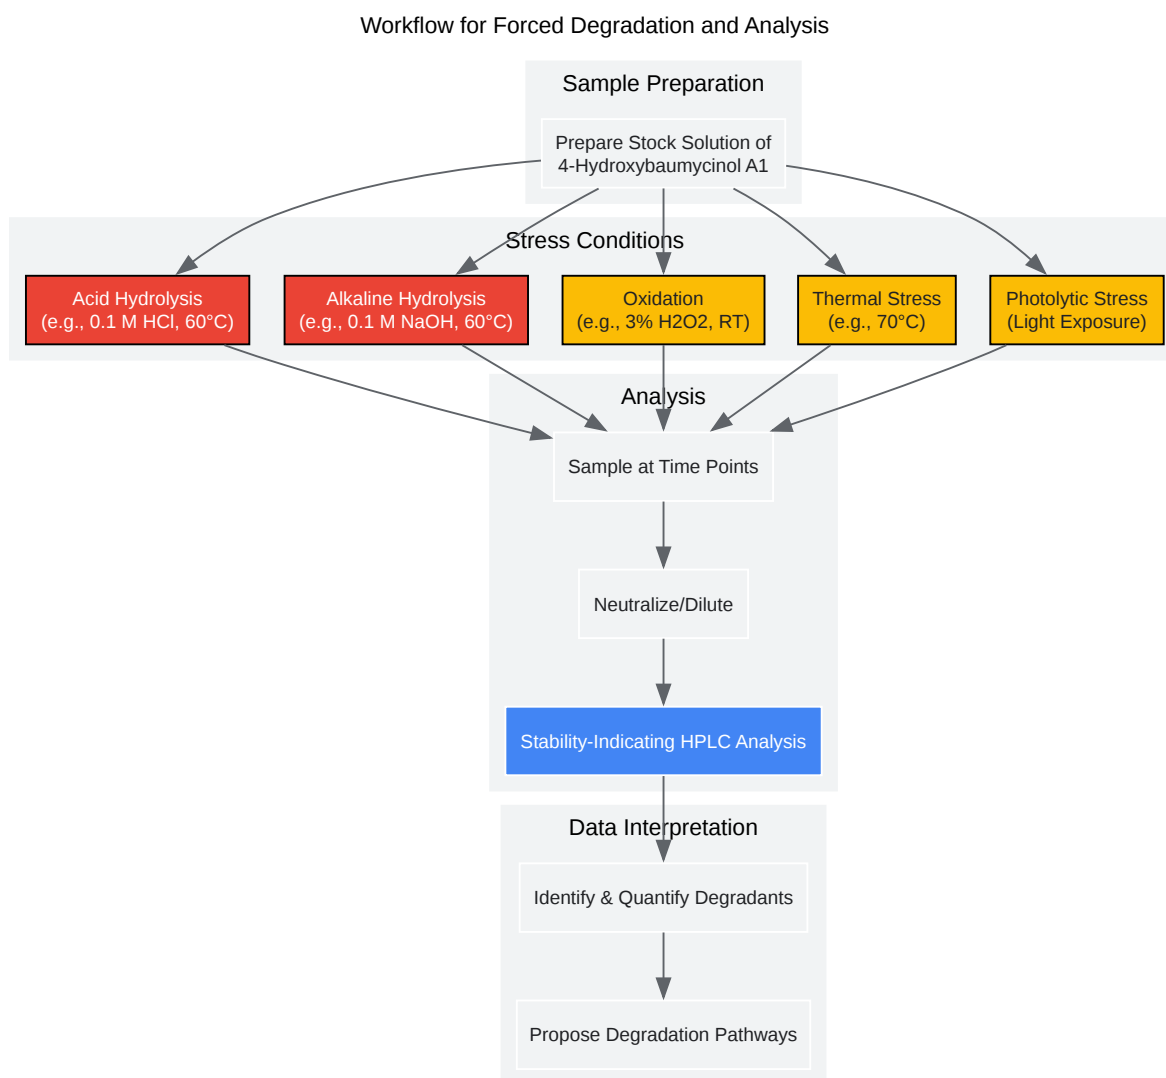 Workflow for Forced Degradation and Analysis
Sample Preparation
Prepare Stock Solution of
4-Hydroxybaumycinol A1
Stress Conditions
Acid Hydrolysis
(e.g., 0.1 M HCl, 60°C)
Alkaline Hydrolysis
(e.g., 0.1 M NaOH, 60°C)
Oxidation
(e.g., 3% H2O2, RT)
Thermal Stress
(e.g., 70°C)
Photolytic Stress
(Light Exposure)
Analysis
Sample at Time Points
Neutralize/Dilute
Stability-Indicating HPLC Analysis
Data Interpretation
Identify & Quantify Degradants
Propose Degradation Pathways